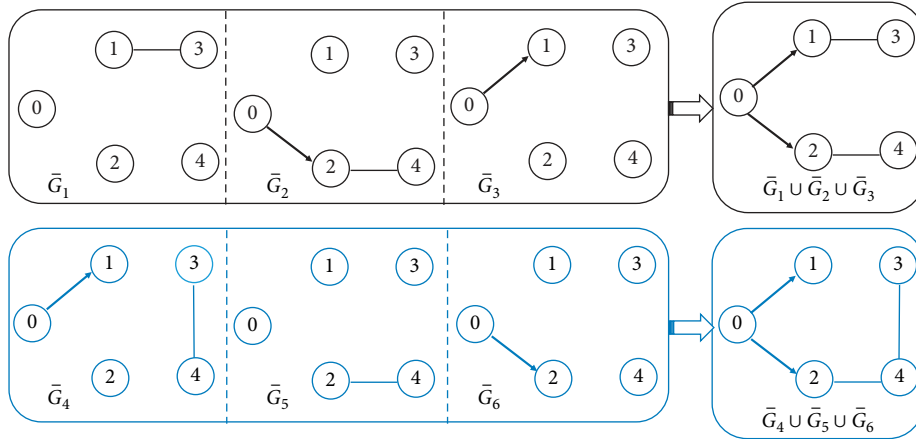 1 3 1 3 1 3 1 3
0 0 0 0
2 4 2 4 2 4 2 4
Ḡ₁ Ḡ₂ Ḡ₃ Ḡ₁ ∪ Ḡ₂ ∪ Ḡ₃
1 3 1 3 1 3 1 3
0 0 0 0
2 4 2 4 2 4 2 4
Ḡ₄ Ḡ₅ Ḡ₆ Ḡ₄ ∪ Ḡ₅ ∪ Ḡ₆